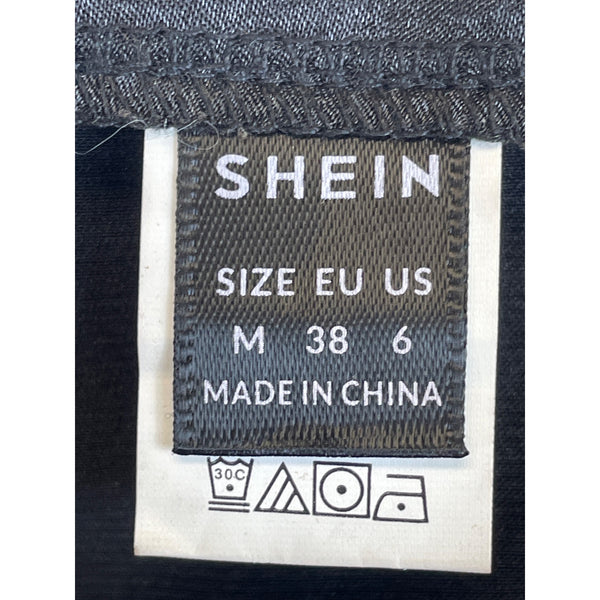 SHEIN
SIZE EU US
M 38 6
MADE IN CHINA
30C